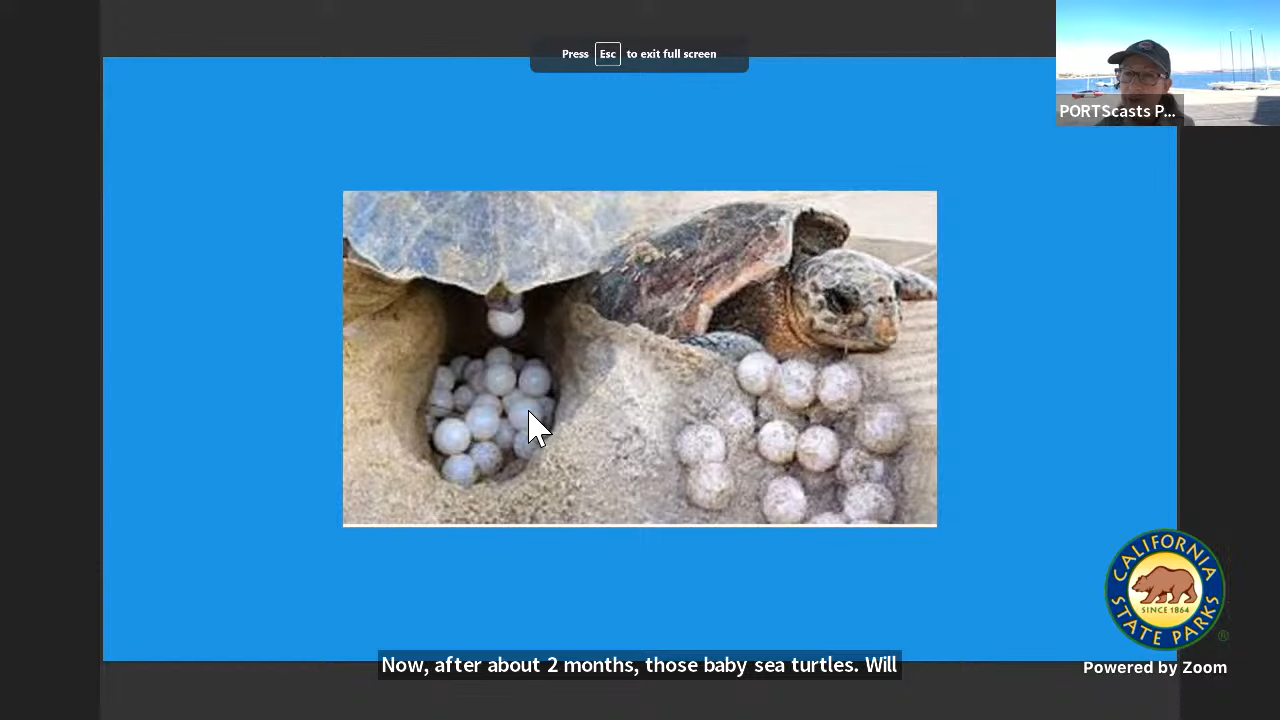 Press Esc to exit full screen
PORTScasts P...
CALIFORNIA
SINCE 1864
STATE PARKS
®
Powered by Zoom
Now, after about 2 months, those baby sea turtles. Will